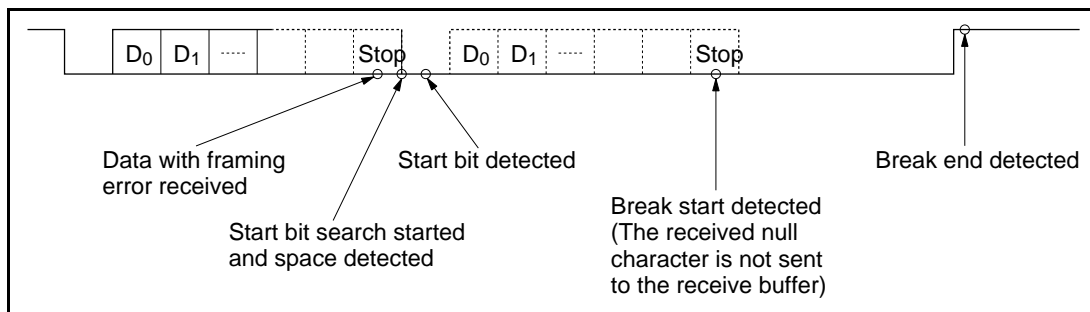 D0 D1 ····· Stop D0 D1 ····· Stop
Data with framing
error received
Start bit search started
and space detected
Start bit detected
Break start detected
(The received null
character is not sent
to the receive buffer)
Break end detected